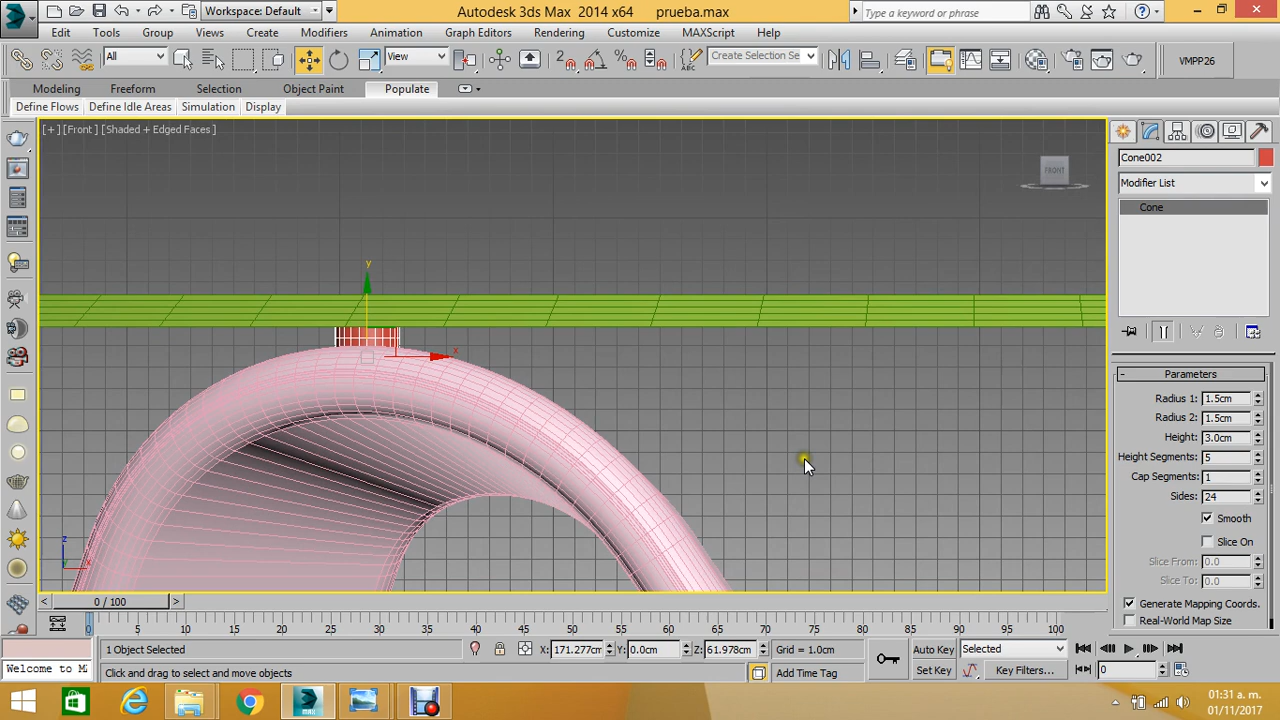 Workspace: Default
Autodesk 3ds Max 2014 x64 prueba.max
Type a keyword or phrase
Edit Tools Group Views Create Modifiers Animation Graph Editors Rendering Customize MAXScript Help
All View Create Selection Se VMPP26
Modeling Freeform Selection Object Paint Populate
Define Flows Define Idle Areas Simulation Display
[+] [Front] [Shaded + Edged Faces]
FRONT
y
x
z
x
Cone002
Modifier List
Cone
- Parameters
Radius 1: 1.5cm
Radius 2: 1.5cm
Height: 3.0cm
Height Segments: 5
Cap Segments: 1
Sides: 24
Smooth
Slice On
Slice From: 0.0
Slice To: 0.0
Generate Mapping Coords.
Real-World Map Size
< 0 / 100 >
0 5 10 15 20 25 30 35 40 45 50 55 60 65 70 75 80 85 90 95 100
1 Object Selected X: 171.277cm Y: 0.0cm Z: 61.978cm Grid = 1.0cm Auto Key Selected
Welcome to M Click and drag to select and move objects Add Time Tag Set Key Key Filters... 0
01:31 a. m.
01/11/2017